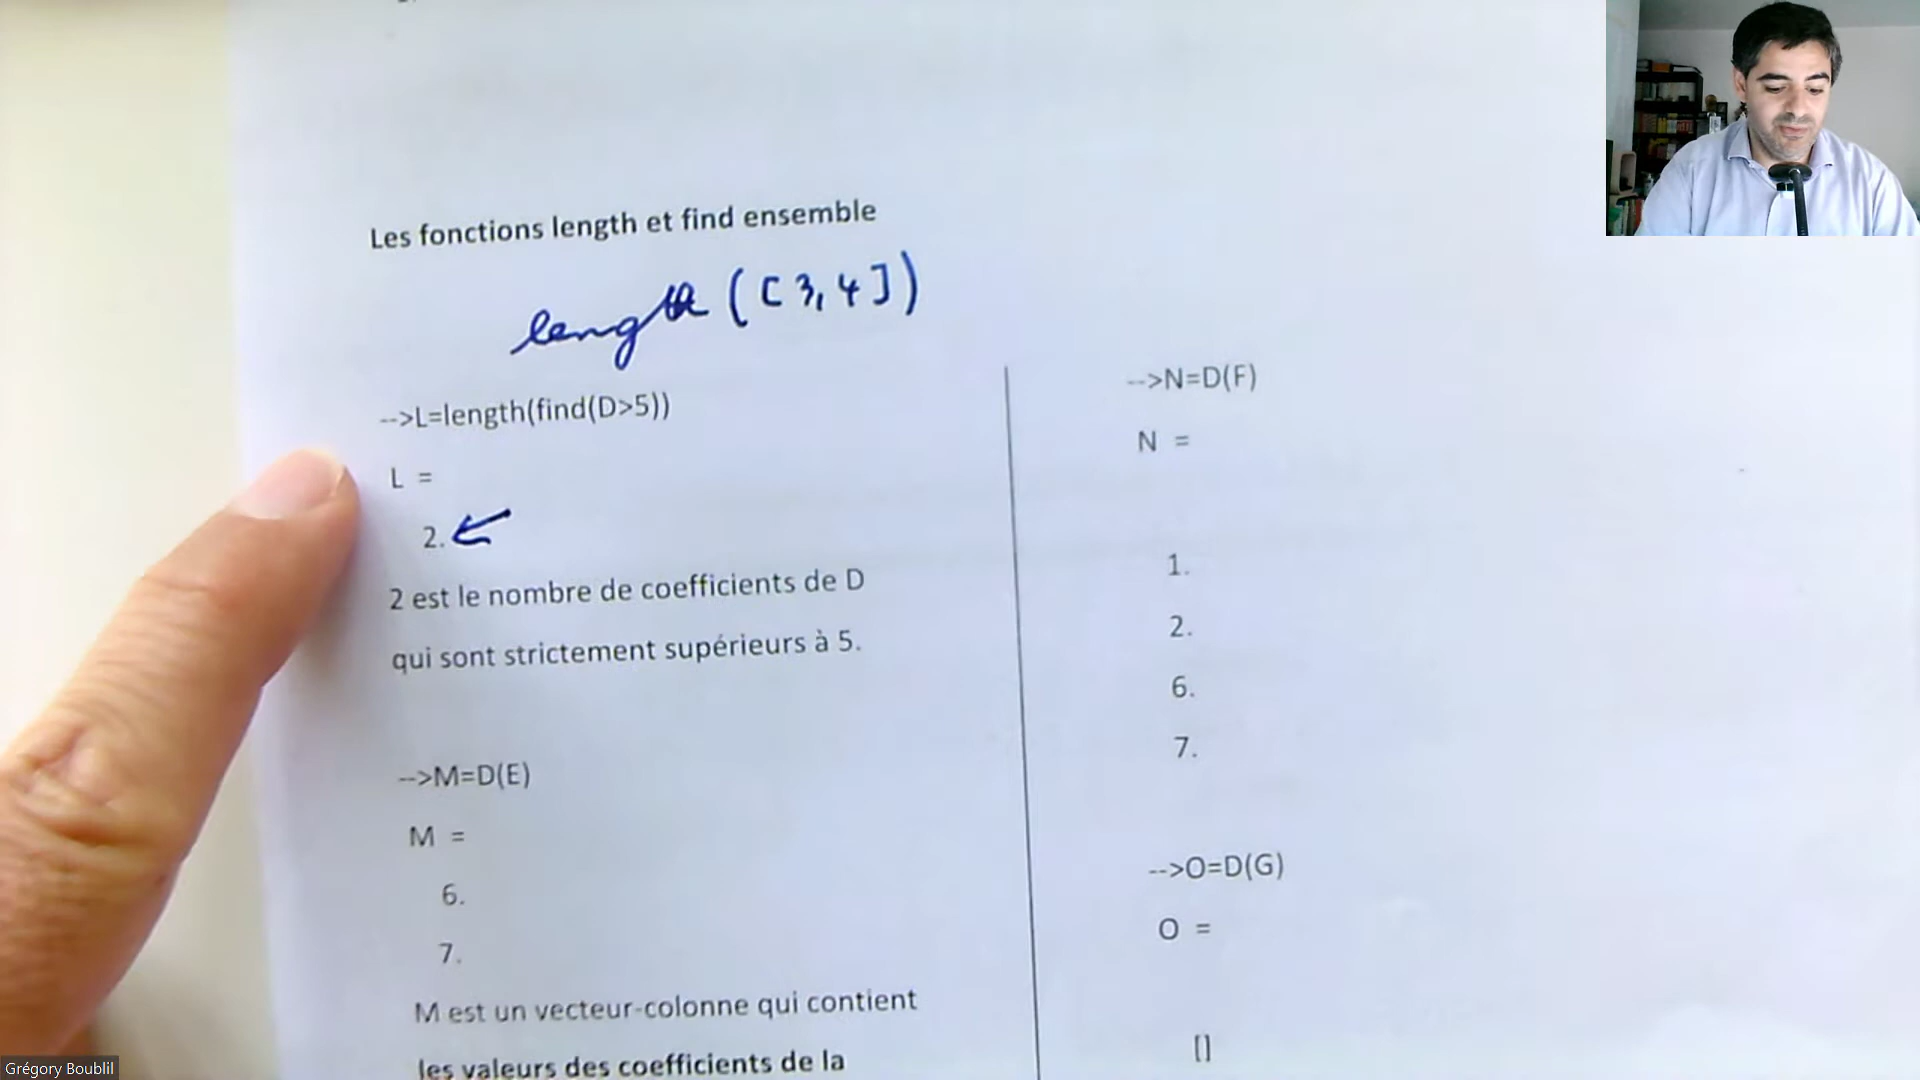 Les fonctions length et find ensemble
length ([3,4])
-->L=length(find(D>5))
L =
2.
2 est le nombre de coefficients de D
qui sont strictement supérieurs à 5.
-->M=D(E)
M =
6.
7.
M est un vecteur-colonne qui contient
les valeurs des coefficients de la
-->N=D(F)
N =
1.
2.
6.
7.
-->O=D(G)
O =
[]
Grégory Boublil